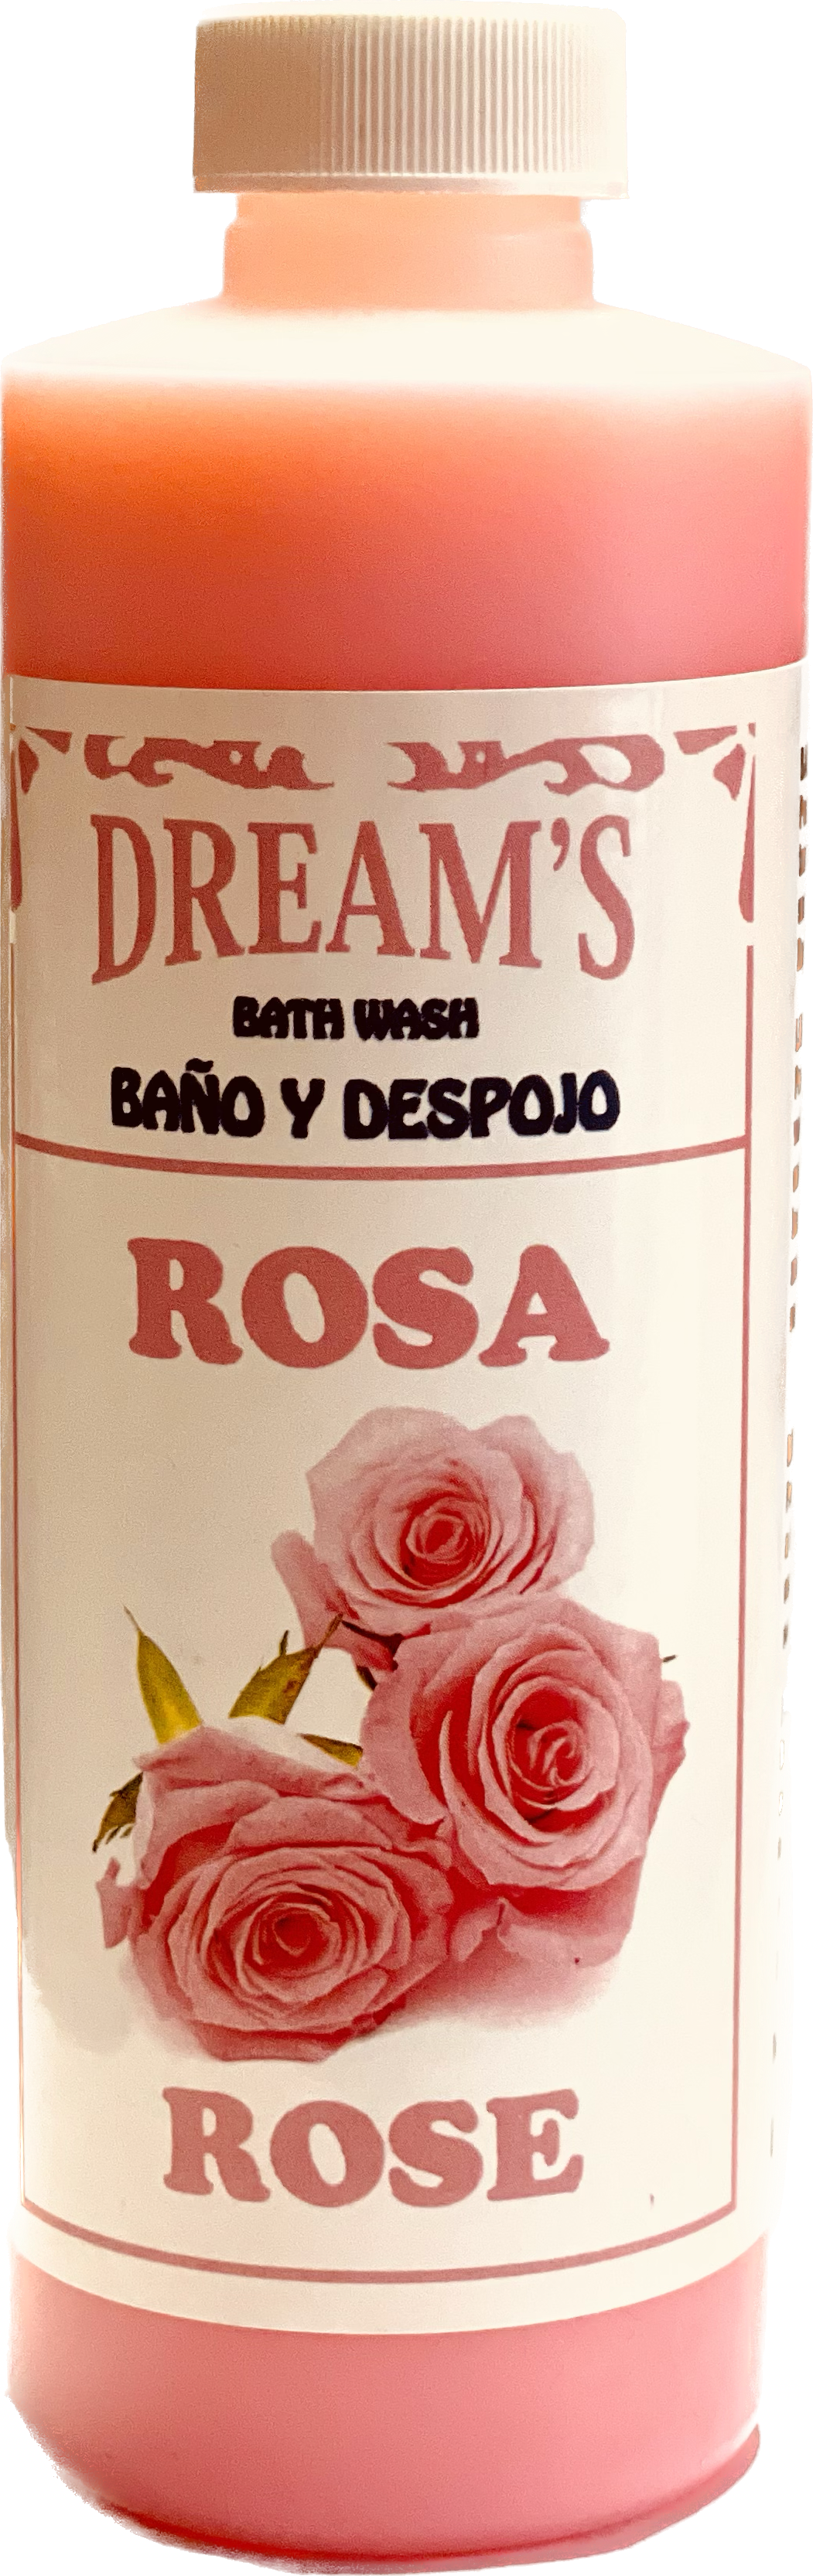 DREAM'S
BATH WASH
BAÑO Y DESPOJO
ROSA
ROSE